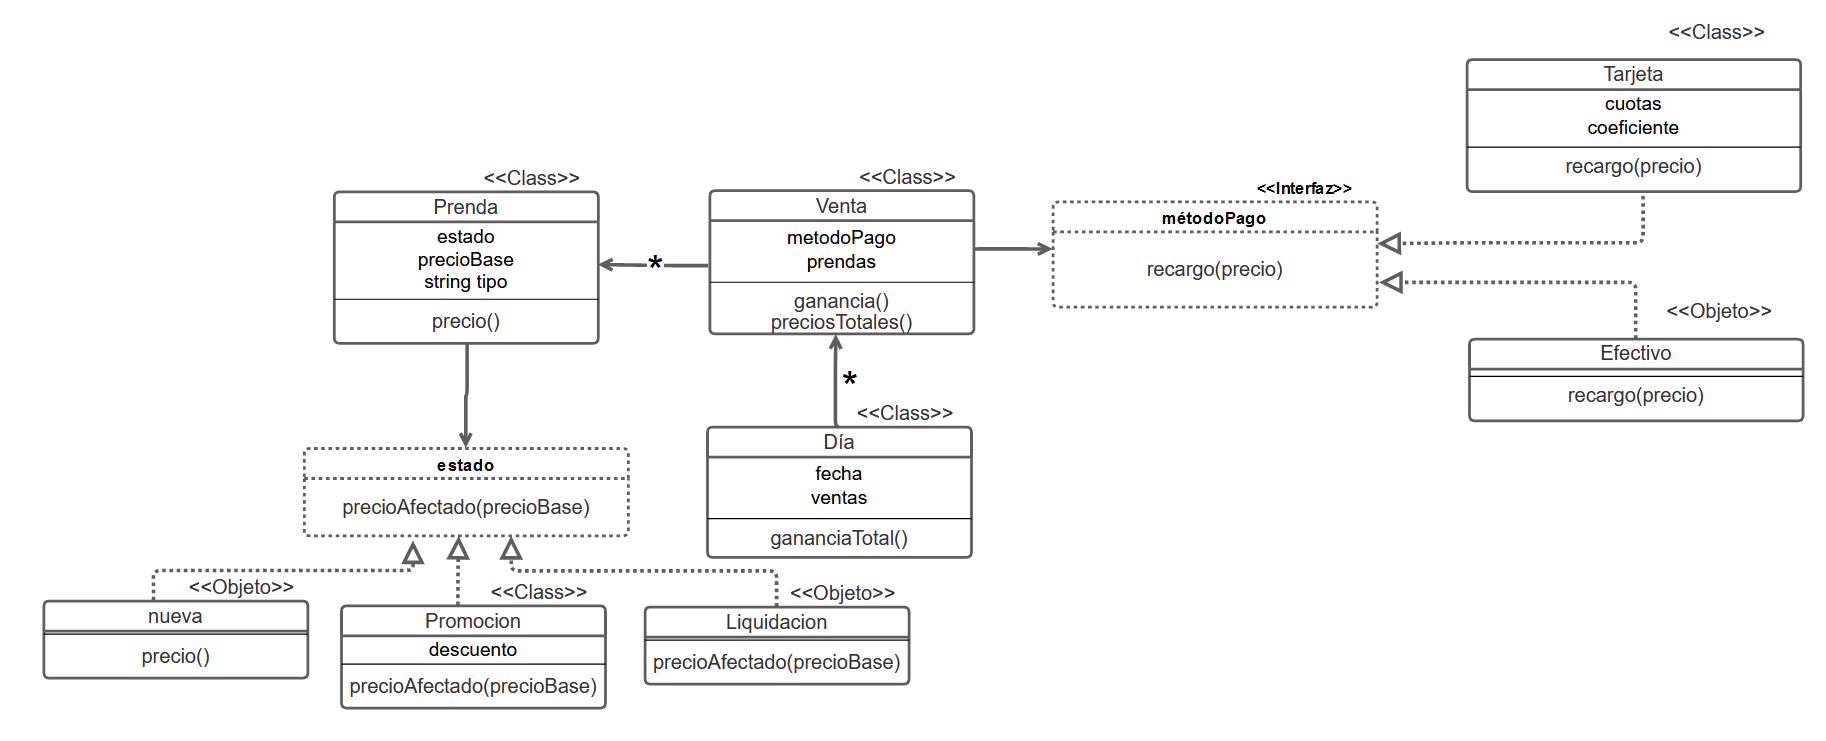 <<Class>>
Tarjeta
cuotas
coeficiente
recargo(precio)
<<Class>>
Prenda
estado
precioBase
string tipo
precio()
*
<<Class>>
Venta
metodoPago
prendas
ganancia()
preciosTotales()
<<Interfaz>>
métodoPago
recargo(precio)
<<Objeto>>
Efectivo
recargo(precio)
*
<<Class>>
Día
fecha
ventas
gananciaTotal()
estado
precioAfectado(precioBase)
<<Objeto>>
nueva
precio()
<<Class>>
Promocion
descuento
precioAfectado(precioBase)
<<Objeto>>
Liquidacion
precioAfectado(precioBase)